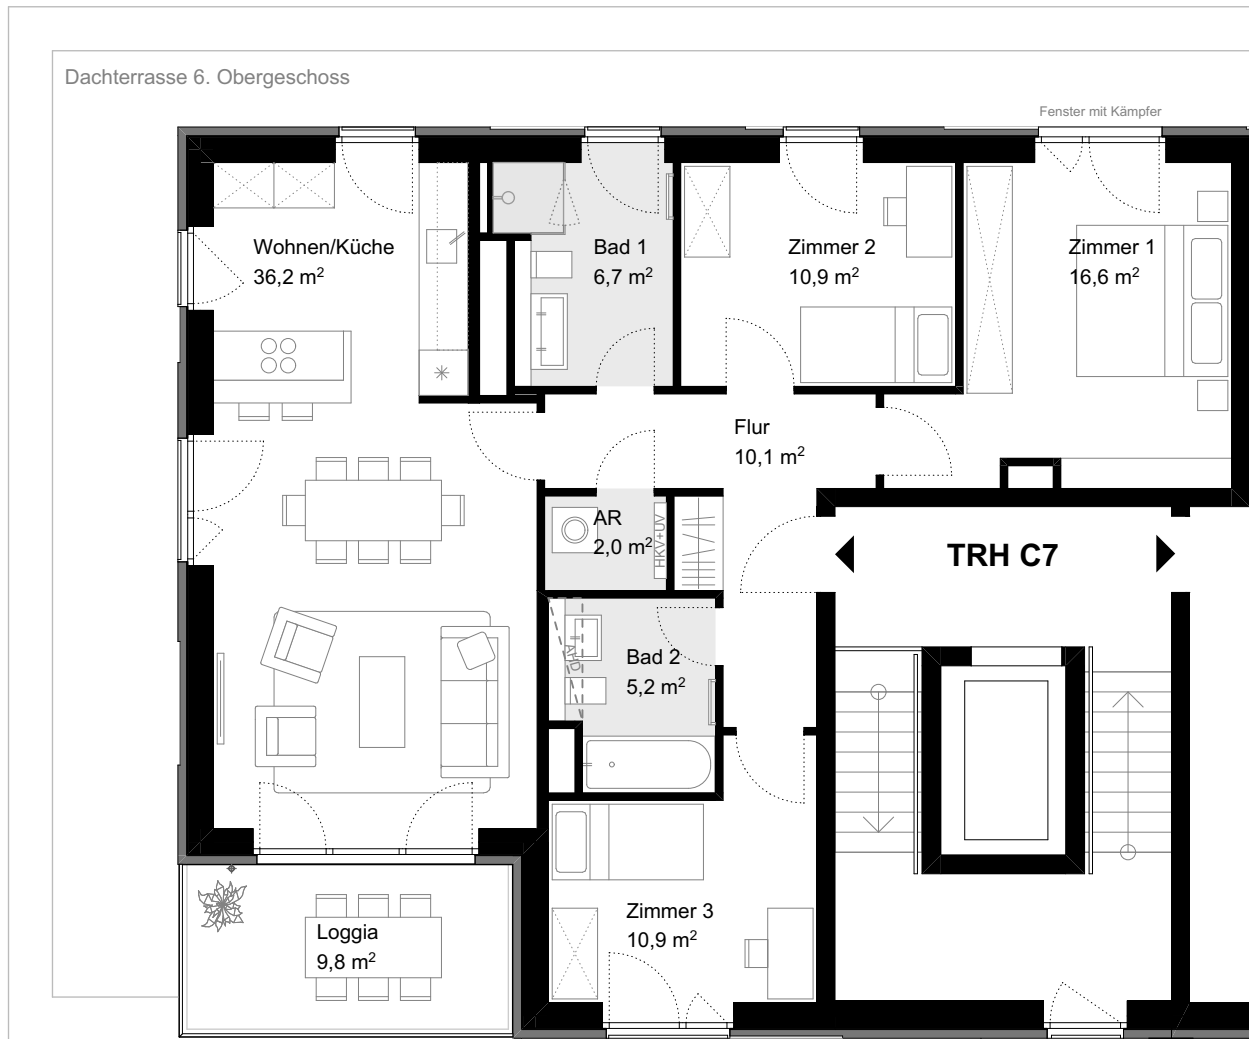 Dachterrasse 6. Obergeschoss
Fenster mit Kämpfer
Wohnen/Küche
36,2 m²
Bad 1
6,7 m²
Zimmer 2
10,9 m²
Zimmer 1
16,6 m²
Flur
10,1 m²
AR
2,0 m²
HKV+UV
TRH C7
Bad 2
5,2 m²
AHD
Zimmer 3
10,9 m²
Loggia
9,8 m²